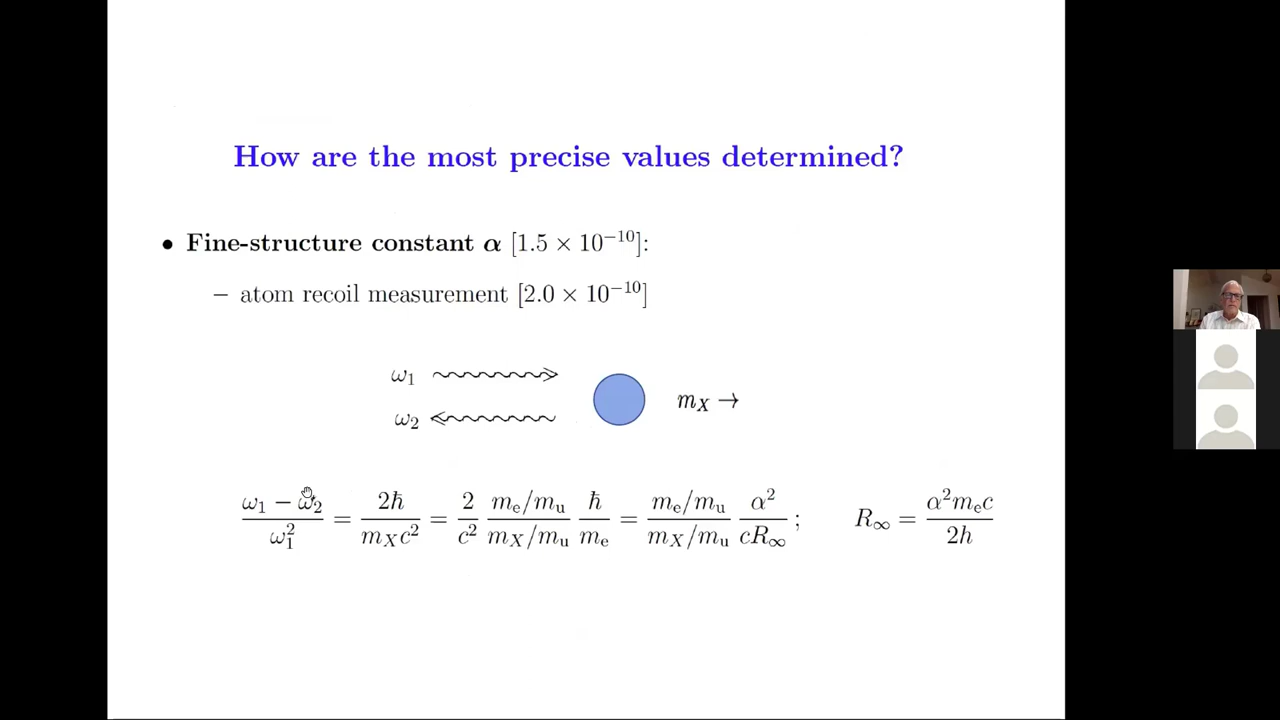 How are the most precise values determined?
• Fine-structure constant α [1.5 × 10⁻¹⁰]:
– atom recoil measurement [2.0 × 10⁻¹⁰]
ω₁
ω₂
m_X →
(ω₁ − ω₂)/ω₁² = 2ℏ/(m_X c²) = (2/c²) ((m_e/m_u)/(m_X/m_u)) (ℏ/m_e) = ((m_e/m_u)/(m_X/m_u)) (α²/(cR_∞)) ; R_∞ = α² m_e c/(2h)